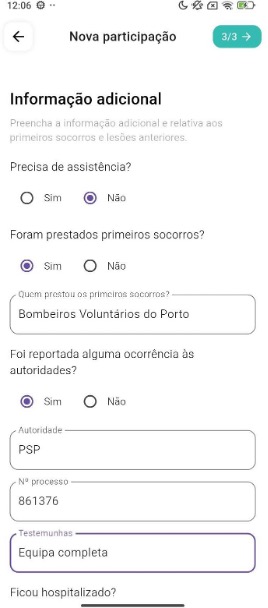 12:06
Nova participação
3/3 →
Informação adicional
Preencha a informação adicional e relativa aos
primeiros socorros e lesões anteriores.
Precisa de assistência?
Sim Não
Foram prestados primeiros socorros?
Sim Não
Quem prestou os primeiros socorros?
Bombeiros Voluntários do Porto
Foi reportada alguma ocorrência às
autoridades?
Sim Não
Autoridade
PSP
Nº processo
861376
Testemunhas
Equipa completa
Ficou hospitalizado?